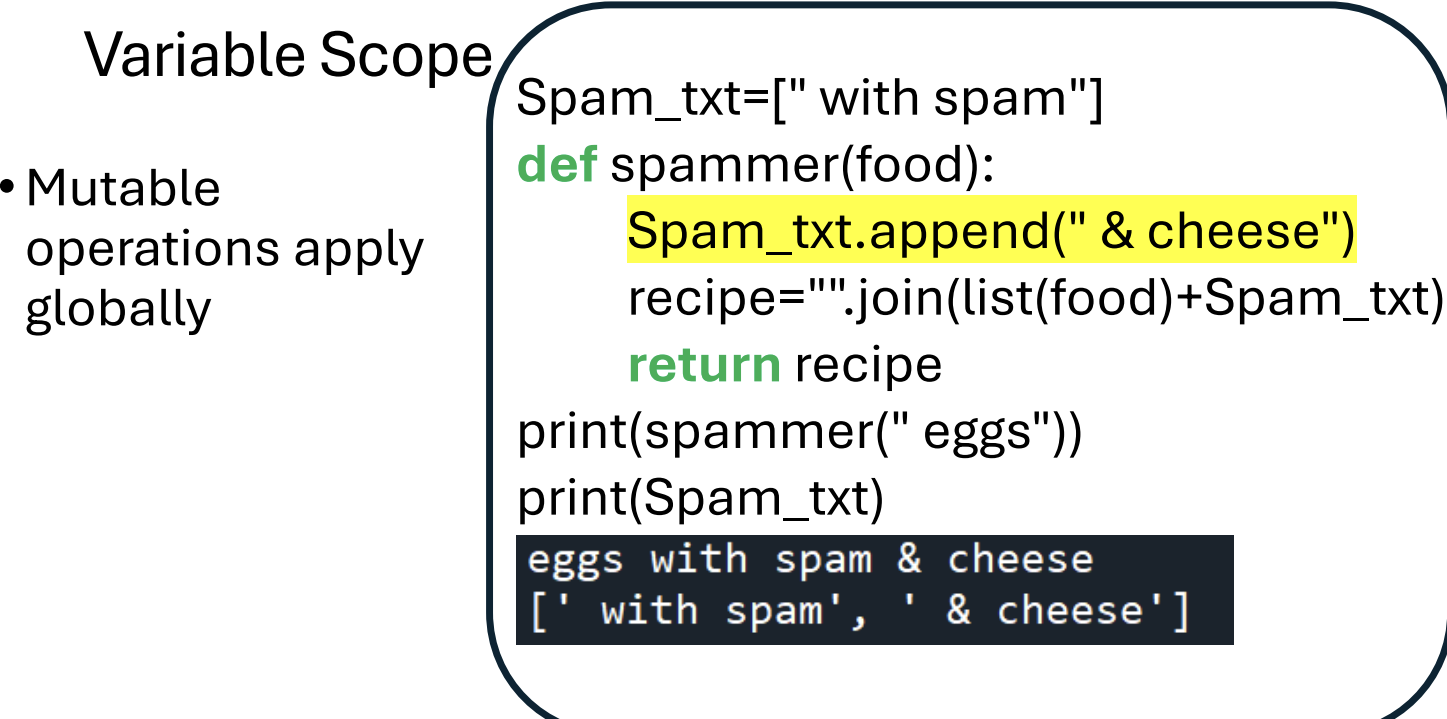 Variable Scope
• Mutable
operations apply
globally
Spam_txt=[" with spam"]
def spammer(food):
Spam_txt.append(" & cheese")
recipe="".join(list(food)+Spam_txt)
return recipe
print(spammer(" eggs"))
print(Spam_txt)
eggs with spam & cheese
[' with spam', ' & cheese']